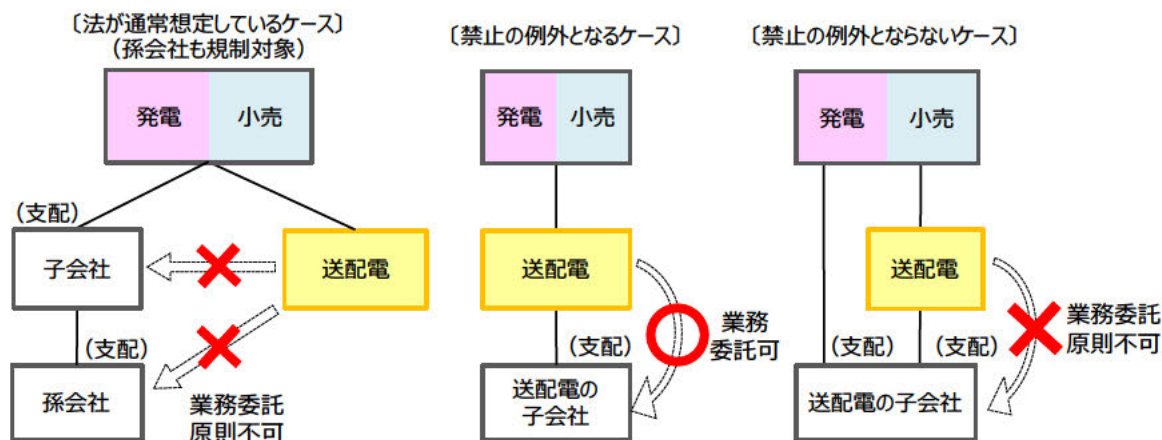 〔法が通常想定しているケース〕
(孫会社も規制対象)
発電
小売
(支配)
子会社
送配電
(支配)
孫会社
業務委託
原則不可
〔禁止の例外となるケース〕
発電
小売
送配電
業務
委託可
(支配)
送配電の
子会社
〔禁止の例外とならないケース〕
発電
小売
送配電
業務委託
原則不可
(支配)
送配電の子会社